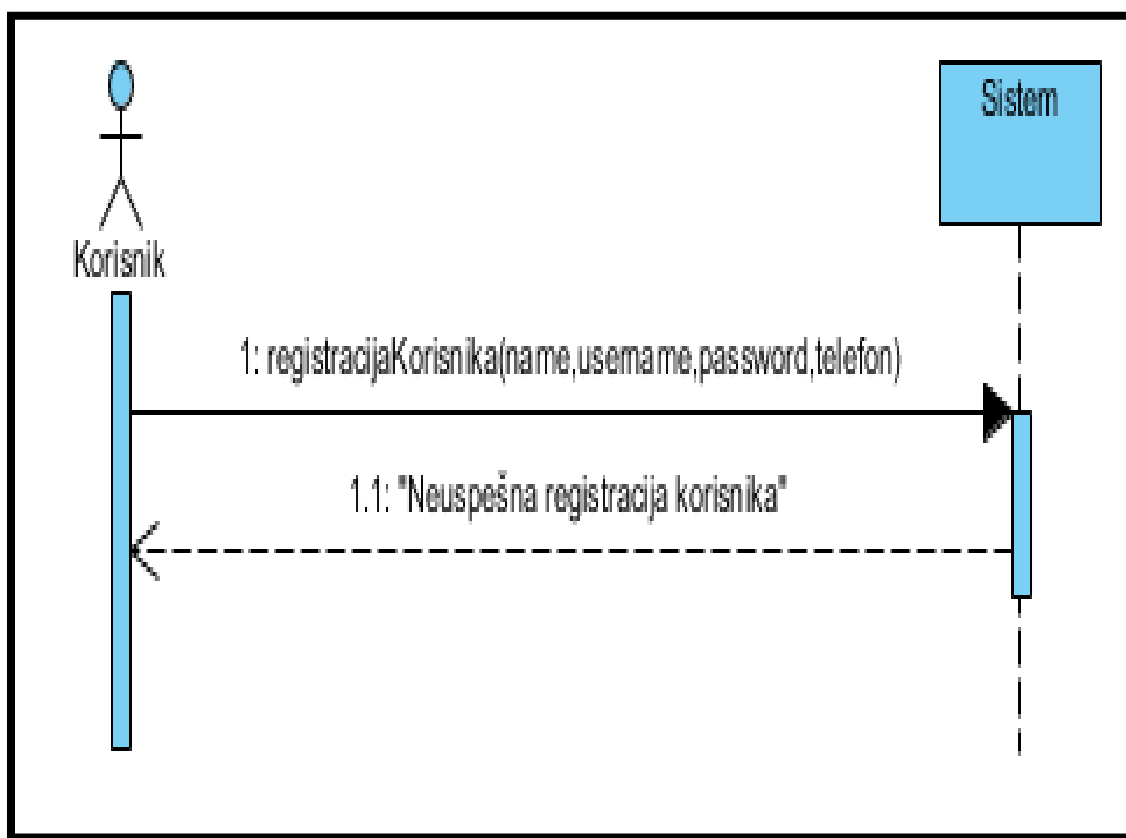 Sistem
Korisnik
1: registracijaKorisnika(name,username,password,telefon)
1.1: "Neuspešna registracija korisnika"